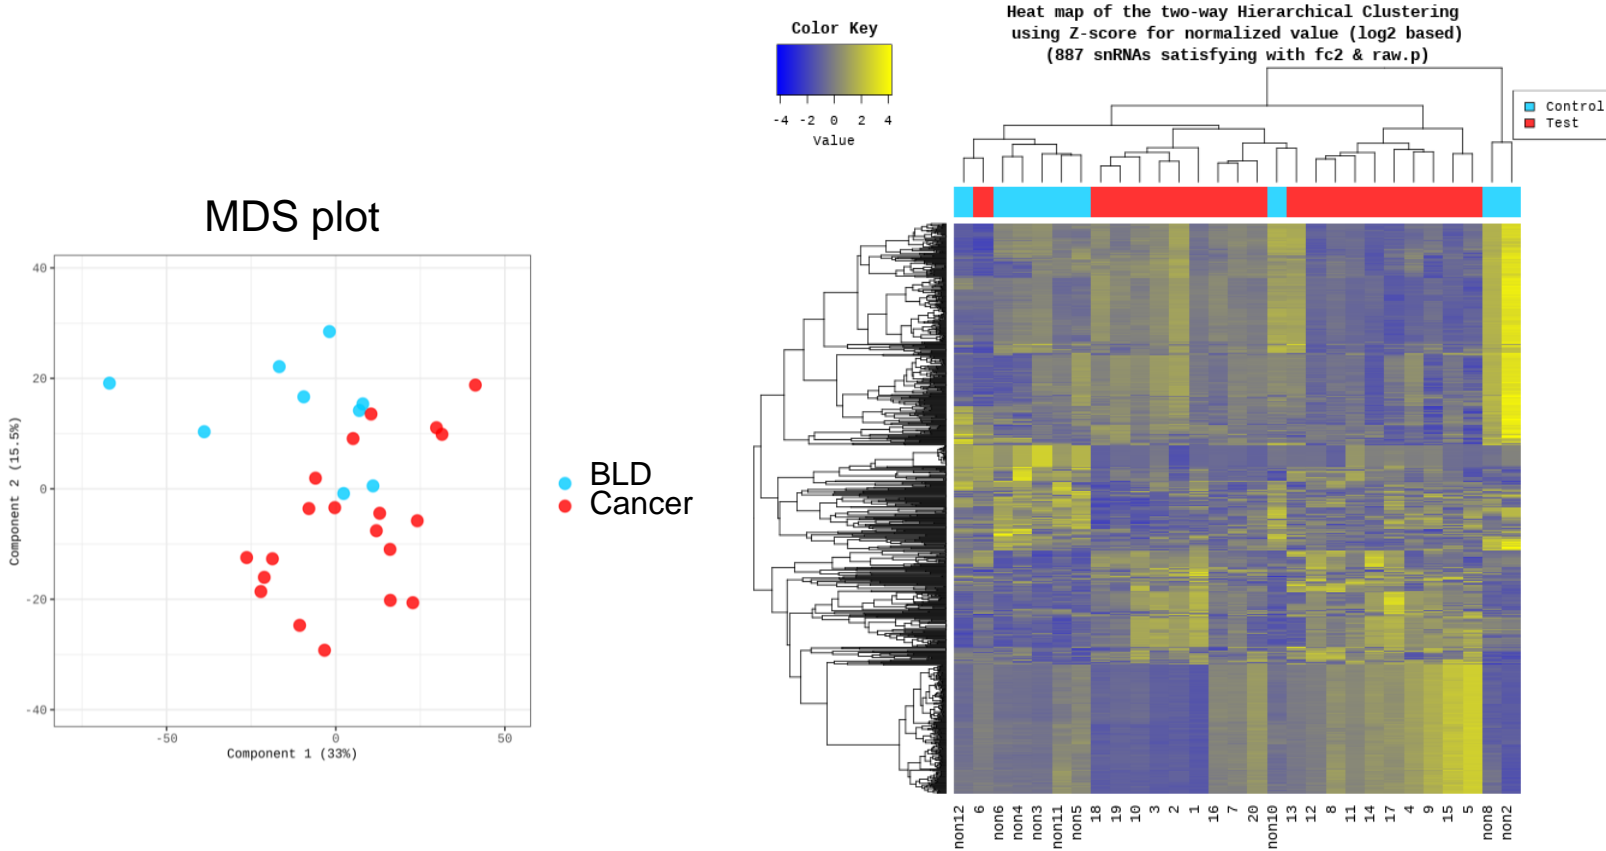 MDS plot
40
20
0
-20
-40
Component 2 (15.5%)
-50
0
50
Component 1 (33%)
BLD
Cancer
Color Key
-4 -2 0 2 4
Value
Heat map of the two-way Hierarchical Clustering
using Z-score for normalized value (log2 based)
(887 snRNAs satisfying with fc2 & raw.p)
Control
Test
non12 6 non6 non4 non3 non11 non5 18 19 10 3 2 1 16 7 20 non10 13 12 8 11 14 17 4 9 15 5 non8 non2